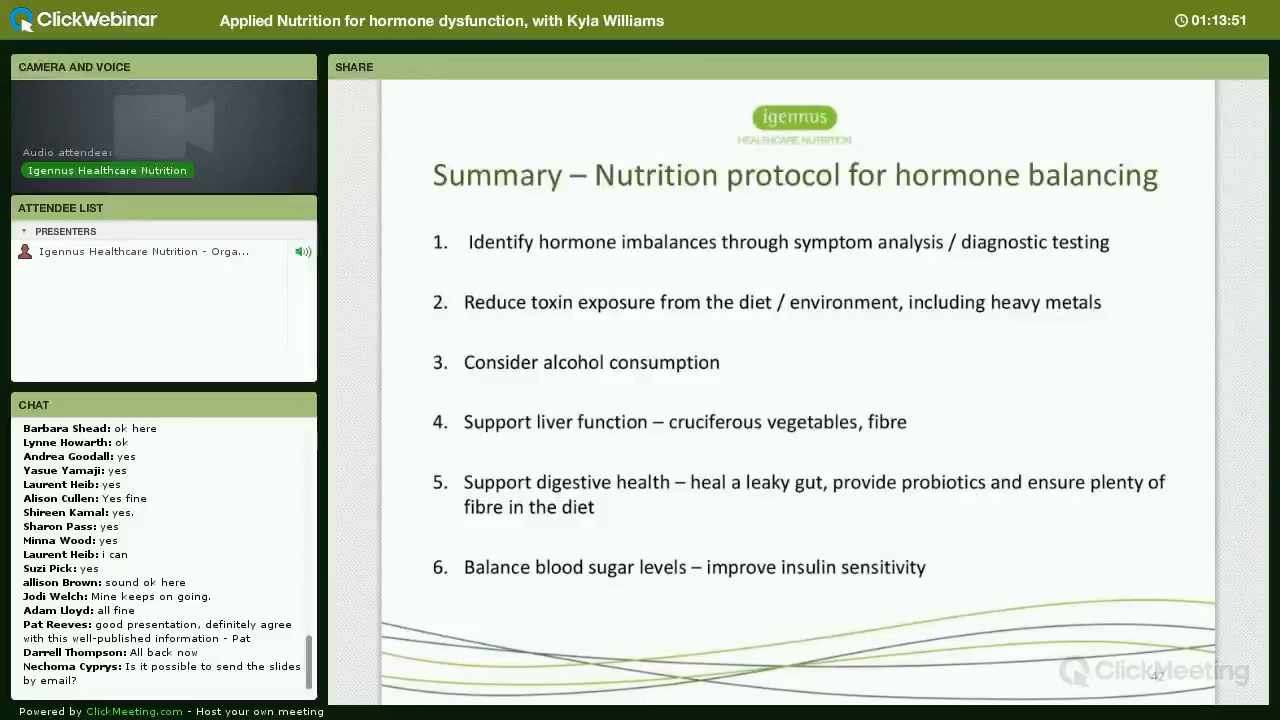 ClickWebinar
Applied Nutrition for hormone dysfunction, with Kyla Williams
01:13:51
CAMERA AND VOICE
Audio attendee:
Igennus Healthcare Nutrition
ATTENDEE LIST
PRESENTERS
Igennus Healthcare Nutrition - Orga...
CHAT
Barbara Shead: ok here
Lynne Howarth: ok
Andrea Goodall: yes
Yasue Yamaji: yes
Laurent Heib: yes
Alison Cullen: Yes fine
Shireen Kamal: yes.
Sharon Pass: yes
Minna Wood: yes
Laurent Heib: i can
Suzi Pick: yes
allison Brown: sound ok here
Jodi Welch: Mine keeps on going.
Adam Lloyd: all fine
Pat Reeves: good presentation, definitely agree
with this well-published information - Pat
Darrell Thompson: All back now
Nechoma Cyprys: Is it possible to send the slides
by email?
Powered by ClickMeeting.com - Host your own meeting
SHARE
igennus
HEALTHCARE NUTRITION
Summary – Nutrition protocol for hormone balancing
1. Identify hormone imbalances through symptom analysis / diagnostic testing
2. Reduce toxin exposure from the diet / environment, including heavy metals
3. Consider alcohol consumption
4. Support liver function – cruciferous vegetables, fibre
5. Support digestive health – heal a leaky gut, provide probiotics and ensure plenty of
fibre in the diet
6. Balance blood sugar levels – improve insulin sensitivity
ClickMeeting
42